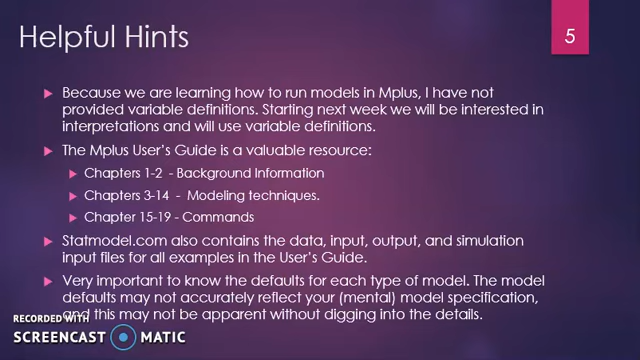 Helpful Hints
5
Because we are learning how to run models in Mplus, I have not
provided variable definitions. Starting next week we will be interested in
interpretations and will use variable definitions.
The Mplus User's Guide is a valuable resource:
Chapters 1-2 - Background Information
Chapters 3-14 - Modeling techniques.
Chapter 15-19 - Commands
Statmodel.com also contains the data, input, output, and simulation
input files for all examples in the User's Guide.
Very important to know the defaults for each type of model. The model
defaults may not accurately reflect your (mental) model specification,
and this may not be apparent without digging into the details.
RECORDED WITH
SCREENCAST MATIC